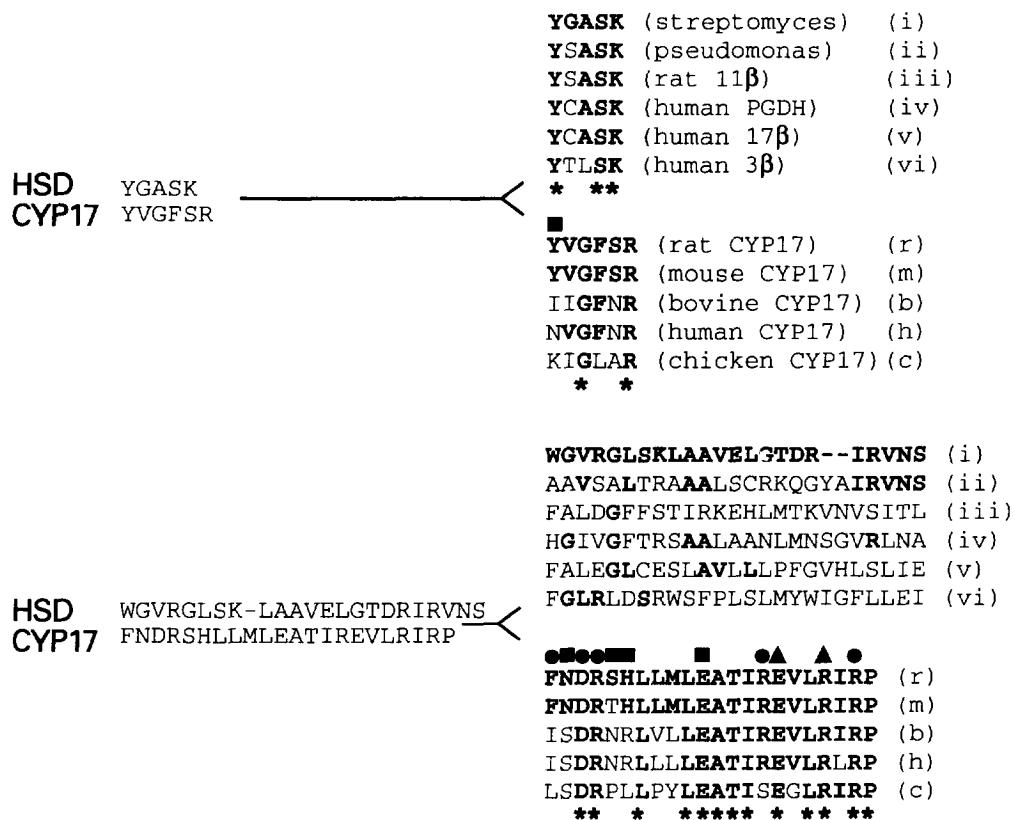 YGASK (streptomyces) (i)
YSASK (pseudomonas) (ii)
YSASK (rat 11β) (iii)
YCASK (human PGDH) (iv)
YCASK (human 17β) (v)
YTLSK (human 3β) (vi)
* **
HSD YGASK
CYP17 YVGFSR
■
YVGFSR (rat CYP17) (r)
YVGFSR (mouse CYP17) (m)
IIGFNR (bovine CYP17) (b)
NVGFNR (human CYP17) (h)
KIGLAR (chicken CYP17) (c)
* *
WGVRGLSKLAAVELGTDR--IRVNS (i)
AAVSALTRAAALSCRKQGYAIRVNS (ii)
FALDGFFSTIRKEHLMTKVNVSITL (iii)
HGIVGFTRSAALAANLMNSGVRLNA (iv)
FALEGLCESLAVLLLPFGVHLSLIE (v)
FGLRLDSRWSFPLSLMYWIGFLLEI (vi)
HSD WGVRGLSK-LAAVELGTDRIRVNS
CYP17 FNDRSHLLMLEATIREVLRIRP
●■●●■■ ■ ●▲ ▲ ●
FNDRSHLLMLEATIREVLRIRP (r)
FNDRTHLLMLEATIREVLRIRP (m)
ISDRNRLVLLEATIREVLRIRP (b)
ISDRNRLLLLEATIREVLRLRP (h)
LSDRPLLPYLEATISEGLRIRP (c)
** * ***** * ** **